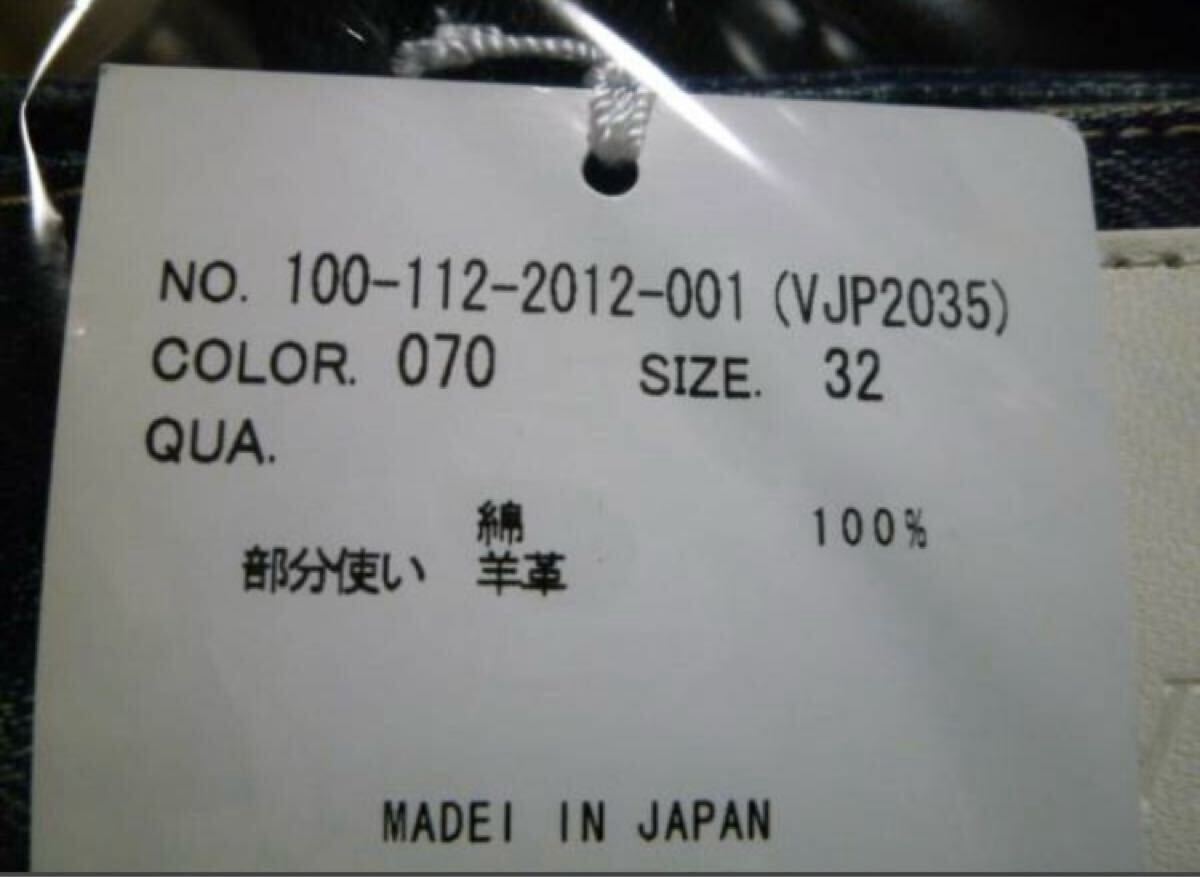 NO. 100-112-2012-001 (VJP2035)
COLOR. 070 SIZE. 32
QUA.
綿 100%
部分使い 羊革
MADEI IN JAPAN